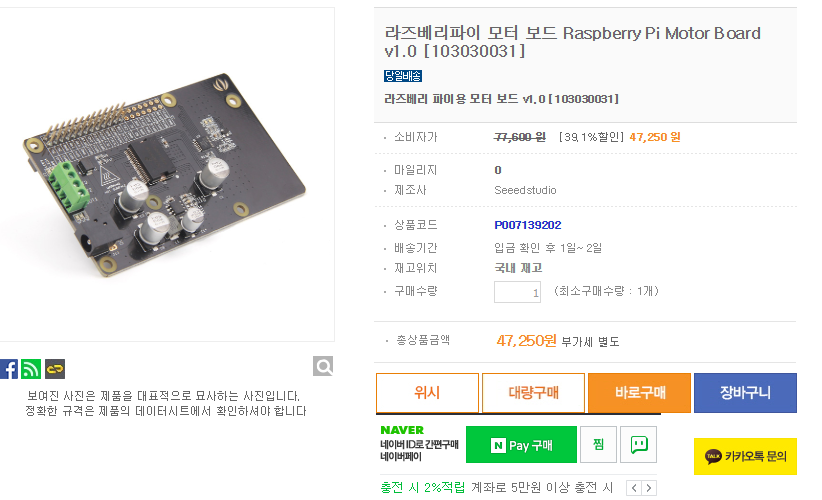 라즈베리파이 모터 보드 Raspberry Pi Motor Board
v1.0 [103030031]
당일배송
라즈베리 파이용 모터 보드 v1.0 [103030031]
소비자가 77,600 원 [39.1%할인] 47,250 원
마일리지 0
제조사 Seeedstudio
상품코드 P007139202
배송기간 입금 확인 후 1일~ 2일
재고위치 국내 재고
구매수량 1 (최소구매수량 : 1개)
총상품금액 47,250원 부가세 별도
보여진 사진은 제품을 대표적으로 묘사하는 사진입니다.
정확한 규격은 제품의 데이터시트에서 확인하셔야 합니다
위시 대량구매 바로구매 장바구니
NAVER
네이버 ID로 간편구매
네이버페이
N Pay 구매 찜
TALK 카카오톡 문의
충전 시 2%적립 계좌로 5만원 이상 충전 시